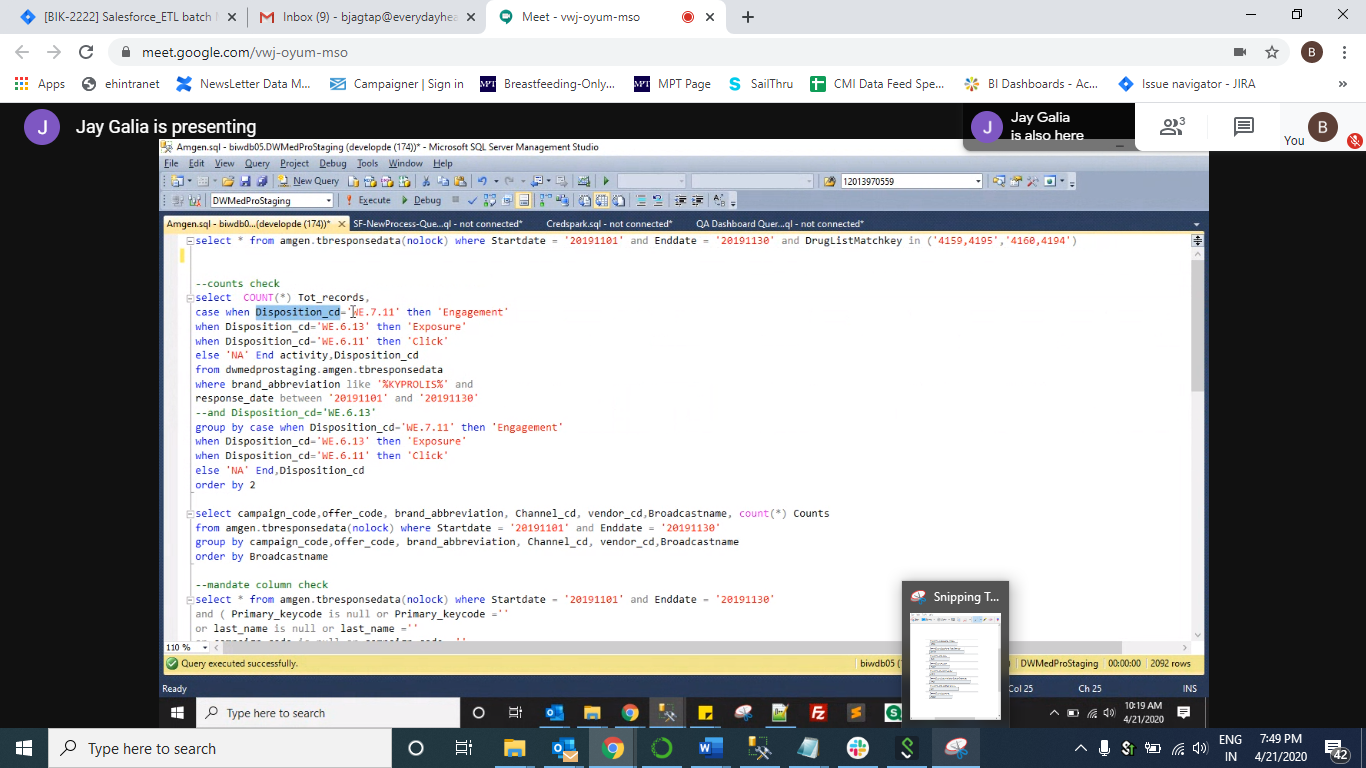 [BIK-2222] Salesforce_ETL batch
Inbox (9) - bjagtap@everydayhea
Meet - vwj-oyum-mso
meet.google.com/vwj-oyum-mso
B
Apps
ehintranet
NewsLetter Data M...
Campaigner | Sign in
MPT
Breastfeeding-Only...
MPT
MPT Page
SailThru
CMI Data Feed Spe...
BI Dashboards - Ac...
Issue navigator - JIRA
»
J
Jay Galia is presenting
J
Jay Galia
is also here
3
You
B
Amgen.sql - biwdb05.DWMedProStaging (developde (174))* - Microsoft SQL Server Management Studio
File Edit View Query Project Debug Tools Window Help
New Query
12013970559
DWMedProStaging
Execute
Debug
Amgen.sql - biwdb0...(developde (174))*
SF-NewProcess-Que...ql - not connected*
Credspark.sql - not connected*
QA Dashboard Quer...ql - not connected*
select * from amgen.tbresponsedata(nolock) where Startdate = '20191101' and Enddate = '20191130' and DrugListMatchkey in ('4159,4195','4160,4194')
--counts check
select COUNT(*) Tot_records,
case when Disposition_cd='WE.7.11' then 'Engagement'
when Disposition_cd='WE.6.13' then 'Exposure'
when Disposition_cd='WE.6.11' then 'Click'
else 'NA' End activity,Disposition_cd
from dwmedprostaging.amgen.tbresponsedata
where brand_abbreviation like '%KYPROLIS%' and
response_date between '20191101' and '20191130'
--and Disposition_cd='WE.6.13'
group by case when Disposition_cd='WE.7.11' then 'Engagement'
when Disposition_cd='WE.6.13' then 'Exposure'
when Disposition_cd='WE.6.11' then 'Click'
else 'NA' End,Disposition_cd
order by 2
select campaign_code,offer_code, brand_abbreviation, Channel_cd, vendor_cd,Broadcastname, count(*) Counts
from amgen.tbresponsedata(nolock) where Startdate = '20191101' and Enddate = '20191130'
group by campaign_code,offer_code, brand_abbreviation, Channel_cd, vendor_cd,Broadcastname
order by Broadcastname
--mandate column check
select * from amgen.tbresponsedata(nolock) where Startdate = '20191101' and Enddate = '20191130'
and ( Primary_keycode is null or Primary_keycode =''
or last_name is null or last_name =''
Snipping T...
110 %
Query executed successfully.
biwdb05
DWMedProStaging
00:00:00
2092 rows
Ready
Col 25
Ch 25
INS
Type here to search
10:19 AM
4/21/2020
Type here to search
ENG
IN
7:49 PM
4/21/2020
42